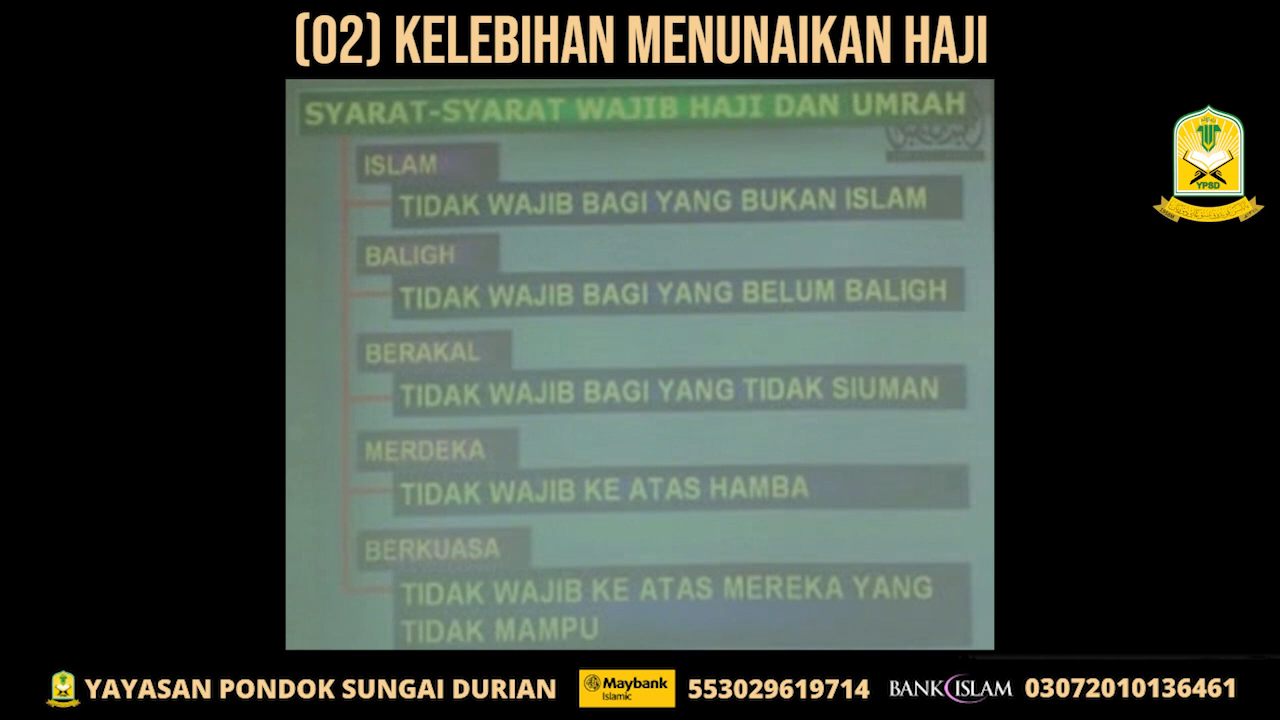 (02) KELEBIHAN MENUNAIKAN HAJI
SYARAT-SYARAT WAJIB HAJI DAN UMRAH
ISLAM
TIDAK WAJIB BAGI YANG BUKAN ISLAM
BALIGH
TIDAK WAJIB BAGI YANG BELUM BALIGH
BERAKAL
TIDAK WAJIB BAGI YANG TIDAK SIUMAN
MERDEKA
TIDAK WAJIB KE ATAS HAMBA
BERKUASA
TIDAK WAJIB KE ATAS MEREKA YANG
TIDAK MAMPU
YPSD
YAYASAN PONDOK SUNGAI DURIAN
Maybank
Islamic
553029619714
BANK ISLAM
03072010136461